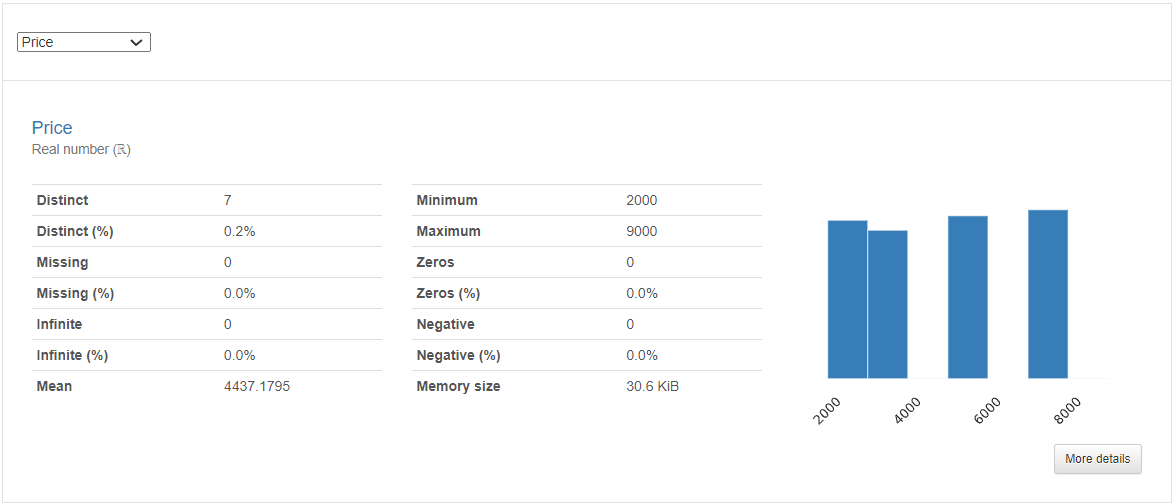 Price
Price
Real number (ℝ)
Distinct 7
Distinct (%) 0.2%
Missing 0
Missing (%) 0.0%
Infinite 0
Infinite (%) 0.0%
Mean 4437.1795
Minimum 2000
Maximum 9000
Zeros 0
Zeros (%) 0.0%
Negative 0
Negative (%) 0.0%
Memory size 30.6 KiB
2000 4000 6000 8000
More details